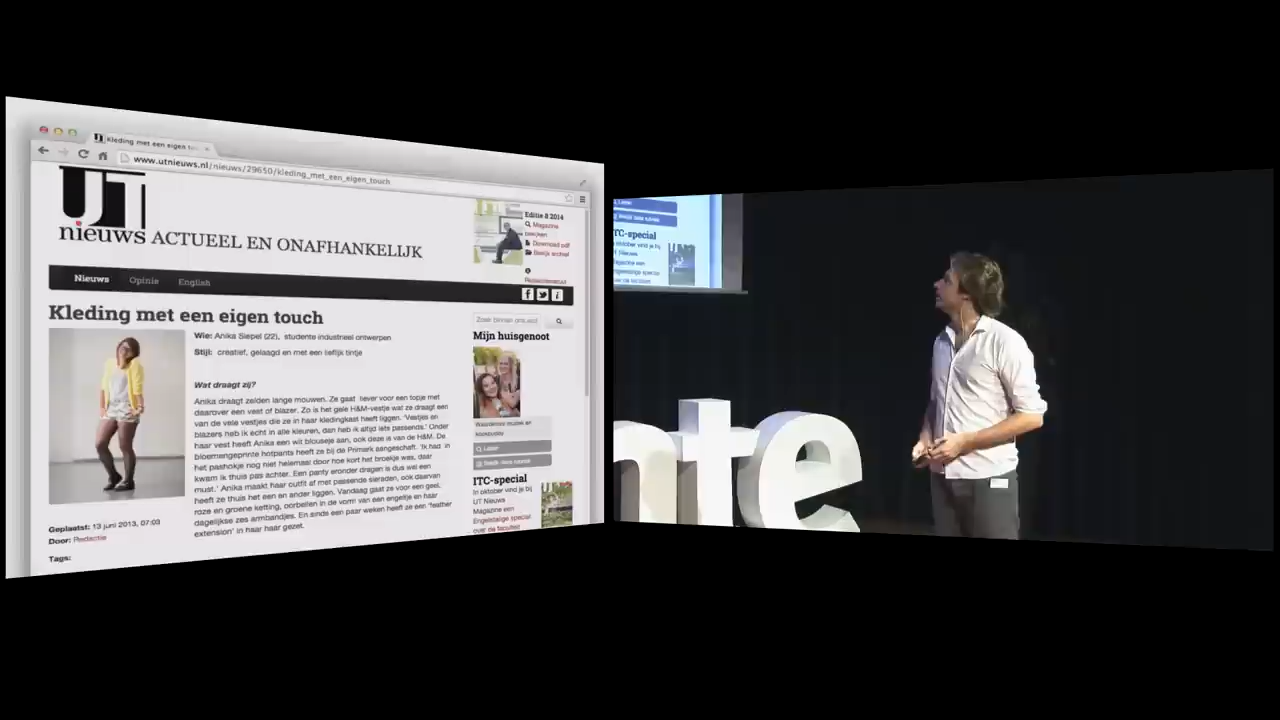 Kleding met een eigen
www.utnieuws.nl/nieuws/29650/kleding_met_een_eigen_touch
UT
nieuws ACTUEEL EN ONAFHANKELIJK
Editie 8 2014
Magazine
Download pdf
Bekijk archief
Nieuws Opinie English
Kleding met een eigen touch
Wie: Anika Siepel (22), studente industrieel ontwerpen
Stijl: creatief, gelaagd en met een lieflijk tintje
Wat draagt zij?
Anika draagt zelden lange mouwen. Ze gaat liever voor een topje met
daarover een vest of blazer. Zo is het gele H&M-vestje wat ze draagt een
van de vele vestjes die ze in haar kledingkast heeft liggen. 'Vestjes en
blazers heb ik echt in alle kleuren, dan heb ik altijd iets passends.' Onder
haar vest heeft Anika een wit blouseje aan, ook deze is van de H&M. De
bloemenprint hotpants heeft ze bij de Primark aangeschaft. 'Ik had in
het pashokje nog niet helemaal door hoe kort het broekje was, daar
kwam ik thuis pas achter. Een panty eronder dragen is dus wel een
must.' Anika maakt haar outfit af met passende sieraden, ook daarvan
heeft ze thuis het een en ander liggen. Vandaag gaat ze voor een geel,
roze en groene ketting, oorbellen in de vorm van een engeltje en haar
dagelijkse zes armbandjes. En sinds een paar weken heeft ze een 'feather
extension' in haar haar gezet.
Geplaatst: 13 juni 2013, 07:03
Door: Redactie
Tags:
Mijn huisgenoot
Lezen
ITC-special
In oktober vind je bij
UT Nieuws
Magazine een
Engelstalige special
over de faculteit
TC-special
nte